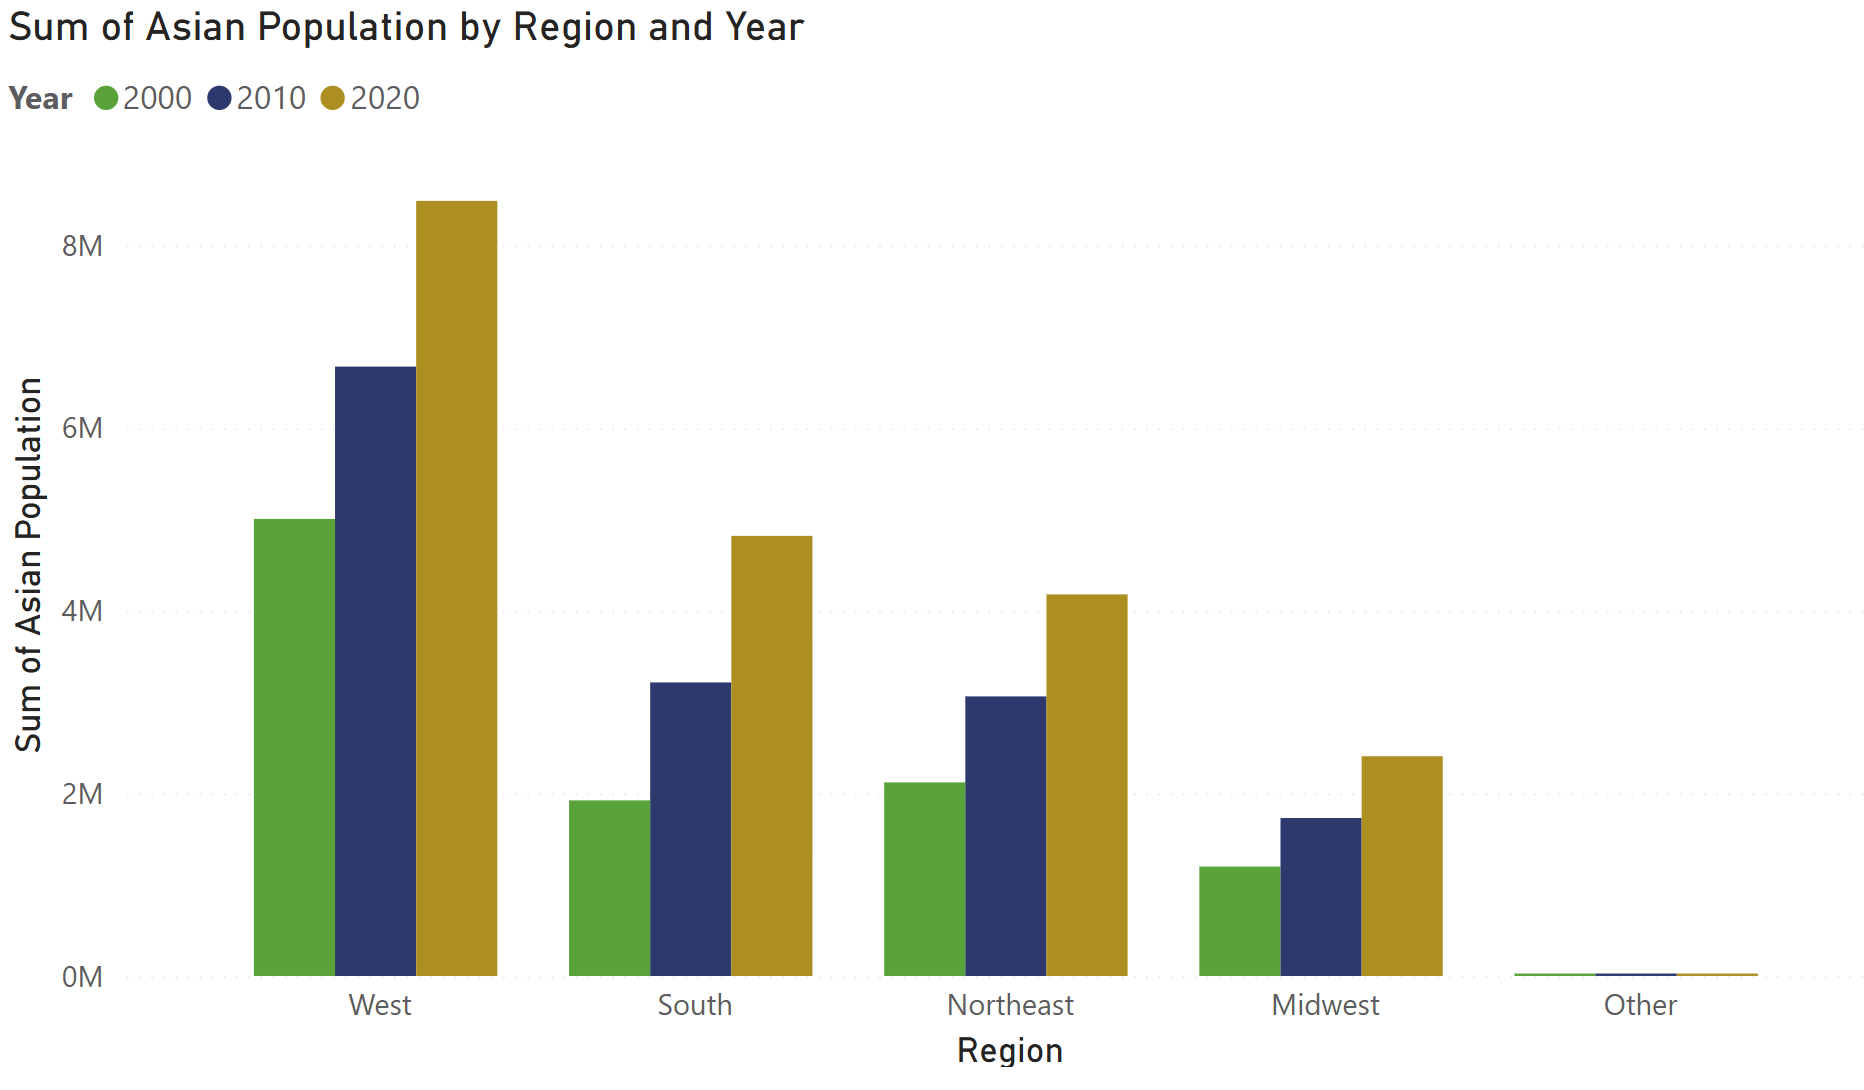 Sum of Asian Population by Region and Year
Year 2000 2010 2020
Sum of Asian Population
8M
6M
4M
2M
0M
West South Northeast Midwest Other
Region